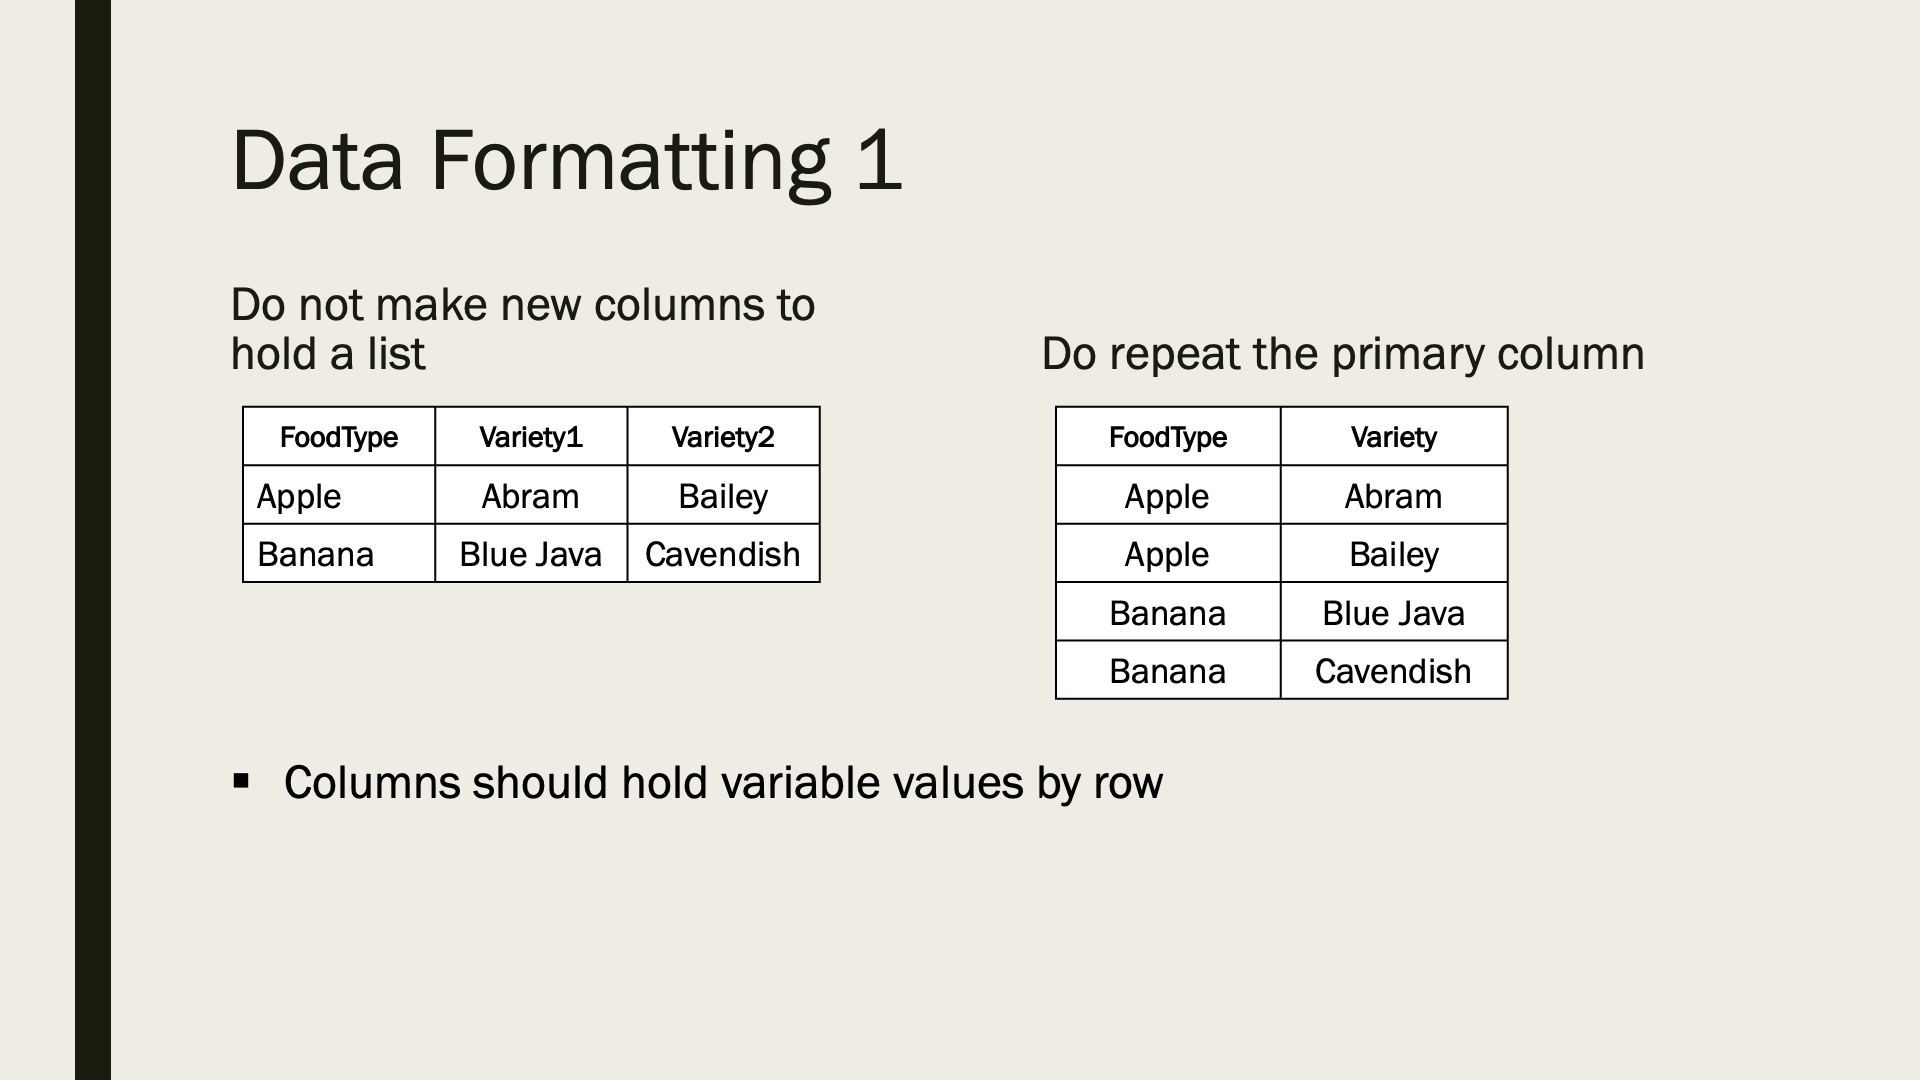 Data Formatting 1
Do not make new columns to
hold a list
FoodType Variety1 Variety2
Apple Abram Bailey
Banana Blue Java Cavendish
Do repeat the primary column
FoodType Variety
Apple Abram
Apple Bailey
Banana Blue Java
Banana Cavendish
▪ Columns should hold variable values by row